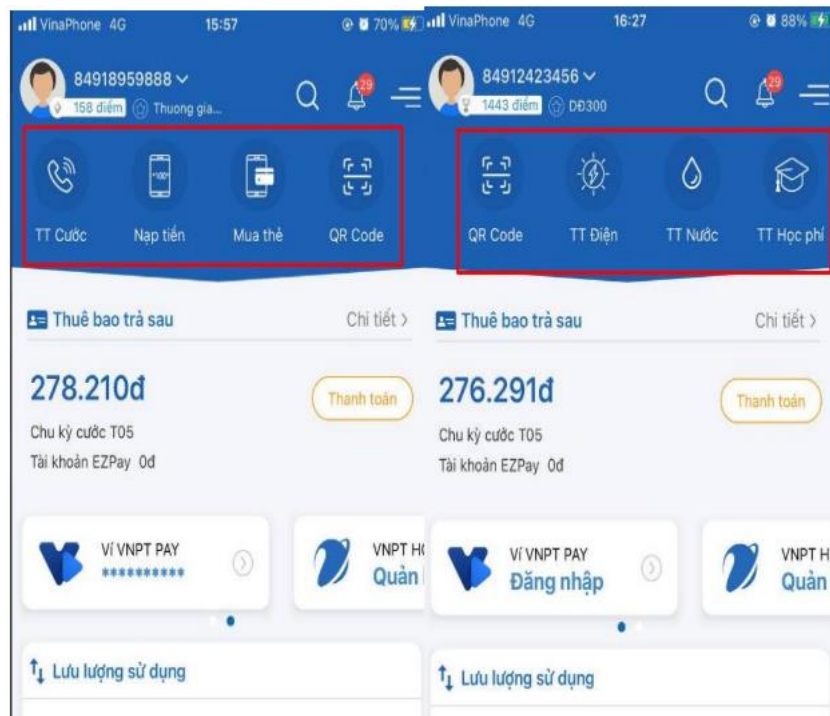 VinaPhone 4G 15:57 70%
84918959888
158 điểm Thuong gia...
29
TT Cước Nạp tiền Mua thẻ QR Code
*100*
Thuê bao trả sau Chi tiết >
278.210đ
Thanh toán
Chu kỳ cước T05
Tài khoản EZPay 0đ
Ví VNPT PAY
**********
VNPT HO
Quản
Lưu lượng sử dụng
VinaPhone 4G 16:27 88%
84912423456
1443 điểm DĐ300
29
QR Code TT Điện TT Nước TT Học phí
Thuê bao trả sau Chi tiết >
276.291đ
Thanh toán
Chu kỳ cước T05
Tài khoản EZPay 0đ
Ví VNPT PAY
Đăng nhập
VNPT H
Quản
Lưu lượng sử dụng